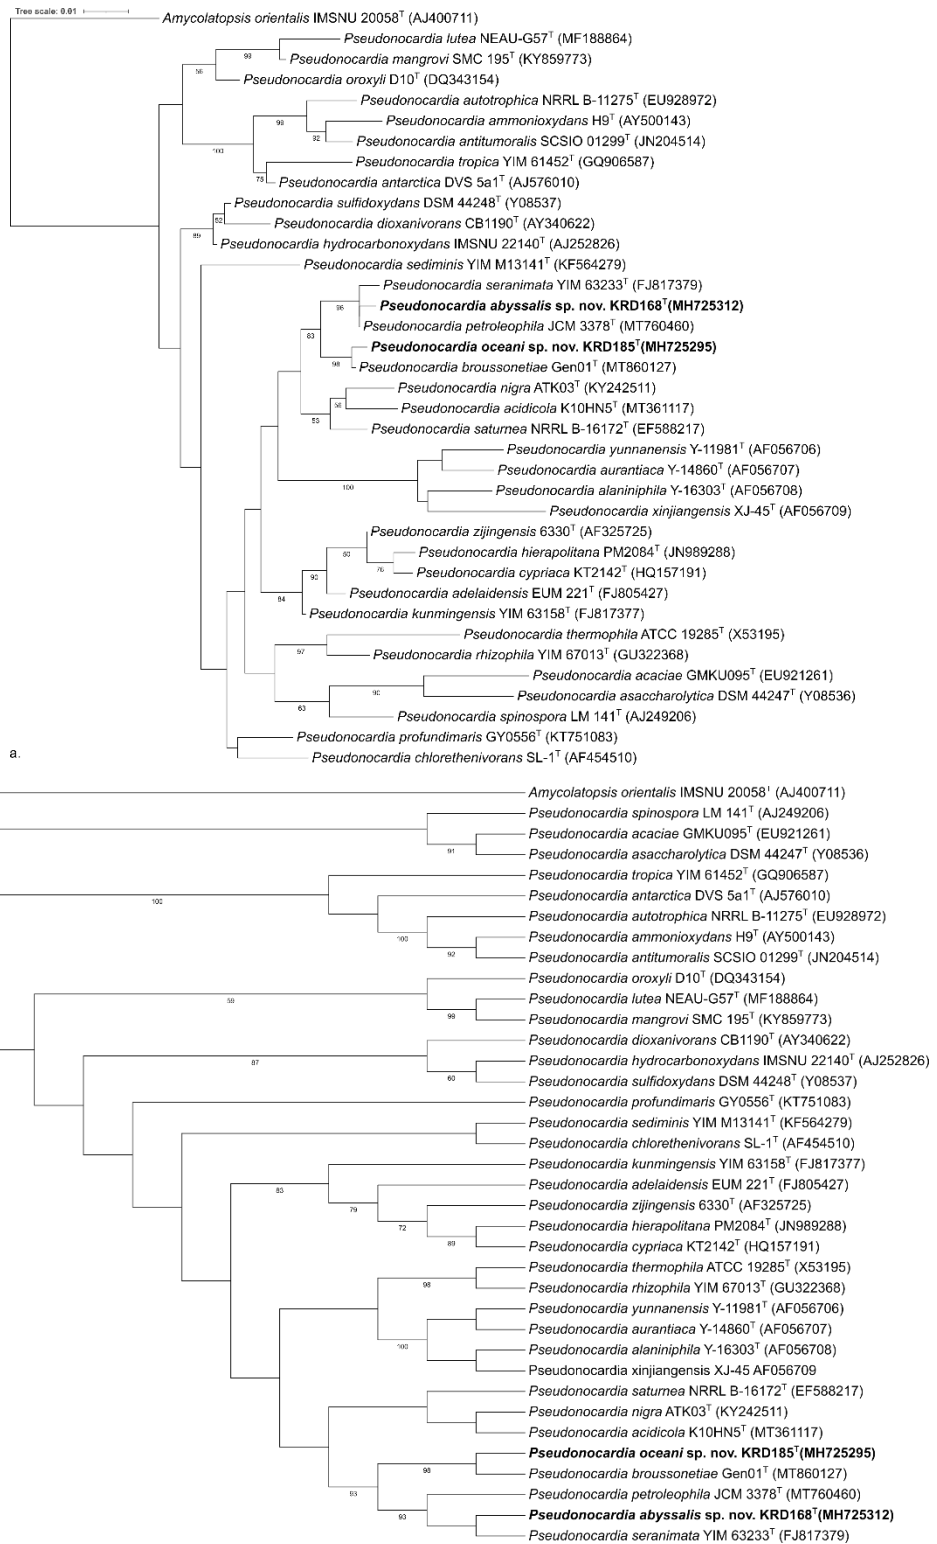 Tree scale: 0.01
Amycolatopsis orientalis IMSNU 20058T (AJ400711)
Pseudonocardia lutea NEAU-G57T (MF188864)
99
Pseudonocardia mangrovi SMC 195T (KY859773)
56
Pseudonocardia oroxyli D10T (DQ343154)
Pseudonocardia autotrophica NRRL B-11275T (EU928972)
99
Pseudonocardia ammonioxydans H9T (AY500143)
92
Pseudonocardia antitumoralis SCSIO 01299T (JN204514)
100
Pseudonocardia tropica YIM 61452T (GQ906587)
78
Pseudonocardia antarctica DVS 5a1T (AJ576010)
Pseudonocardia sulfidoxydans DSM 44248T (Y08537)
52
Pseudonocardia dioxanivorans CB1190T (AY340622)
89
Pseudonocardia hydrocarbonoxydans IMSNU 22140T (AJ252826)
Pseudonocardia sediminis YIM M13141T (KF564279)
Pseudonocardia seranimata YIM 63233T (FJ817379)
96
Pseudonocardia abyssalis sp. nov. KRD168T(MH725312)
Pseudonocardia petroleophila JCM 3378T (MT760460)
83
Pseudonocardia oceani sp. nov. KRD185T(MH725295)
98
Pseudonocardia broussonetiae Gen01T (MT860127)
Pseudonocardia nigra ATK03T (KY242511)
Pseudonocardia acidicola K10HN5T (MT361117)
53
Pseudonocardia saturnea NRRL B-16172T (EF588217)
Pseudonocardia yunnanensis Y-11981T (AF056706)
Pseudonocardia aurantiaca Y-14860T (AF056707)
100
Pseudonocardia alaniniphila Y-16303T (AF056708)
Pseudonocardia xinjiangensis XJ-45T (AF056709)
Pseudonocardia zijingensis 6330T (AF325725)
Pseudonocardia hierapolitana PM2084T (JN989288)
76
Pseudonocardia cypriaca KT2142T (HQ157191)
90
Pseudonocardia adelaidensis EUM 221T (FJ805427)
84
Pseudonocardia kunmingensis YIM 63158T (FJ817377)
Pseudonocardia thermophila ATCC 19285T (X53195)
97
Pseudonocardia rhizophila YIM 67013T (GU322368)
Pseudonocardia acaciae GMKU095T (EU921261)
90
Pseudonocardia asaccharolytica DSM 44247T (Y08536)
63
Pseudonocardia spinospora LM 141T (AJ249206)
Pseudonocardia profundimaris GY0556T (KT751083)
a.
Pseudonocardia chlorethenivorans SL-1T (AF454510)
Amycolatopsis orientalis IMSNU 20058T (AJ400711)
Pseudonocardia spinospora LM 141T (AJ249206)
Pseudonocardia acaciae GMKU095T (EU921261)
91
Pseudonocardia asaccharolytica DSM 44247T (Y08536)
Pseudonocardia tropica YIM 61452T (GQ906587)
100
Pseudonocardia antarctica DVS 5a1T (AJ576010)
Pseudonocardia autotrophica NRRL B-11275T (EU928972)
100
Pseudonocardia ammonioxydans H9T (AY500143)
92
Pseudonocardia antitumoralis SCSIO 01299T (JN204514)
Pseudonocardia oroxyli D10T (DQ343154)
59
Pseudonocardia lutea NEAU-G57T (MF188864)
99
Pseudonocardia mangrovi SMC 195T (KY859773)
Pseudonocardia dioxanivorans CB1190T (AY340622)
87
Pseudonocardia hydrocarbonoxydans IMSNU 22140T (AJ252826)
60
Pseudonocardia sulfidoxydans DSM 44248T (Y08537)
Pseudonocardia profundimaris GY0556T (KT751083)
Pseudonocardia sediminis YIM M13141T (KF564279)
Pseudonocardia chlorethenivorans SL-1T (AF454510)
Pseudonocardia kunmingensis YIM 63158T (FJ817377)
83
Pseudonocardia adelaidensis EUM 221T (FJ805427)
79
Pseudonocardia zijingensis 6330T (AF325725)
72
Pseudonocardia hierapolitana PM2084T (JN989288)
89
Pseudonocardia cypriaca KT2142T (HQ157191)
Pseudonocardia thermophila ATCC 19285T (X53195)
98
Pseudonocardia rhizophila YIM 67013T (GU322368)
Pseudonocardia yunnanensis Y-11981T (AF056706)
Pseudonocardia aurantiaca Y-14860T (AF056707)
100
Pseudonocardia alaniniphila Y-16303T (AF056708)
Pseudonocardia xinjiangensis XJ-45 AF056709
Pseudonocardia saturnea NRRL B-16172T (EF588217)
Pseudonocardia nigra ATK03T (KY242511)
Pseudonocardia acidicola K10HN5T (MT361117)
Pseudonocardia oceani sp. nov. KRD185T(MH725295)
98
Pseudonocardia broussonetiae Gen01T (MT860127)
93
Pseudonocardia petroleophila JCM 3378T (MT760460)
93
Pseudonocardia abyssalis sp. nov. KRD168T(MH725312)
Pseudonocardia seranimata YIM 63233T (FJ817379)